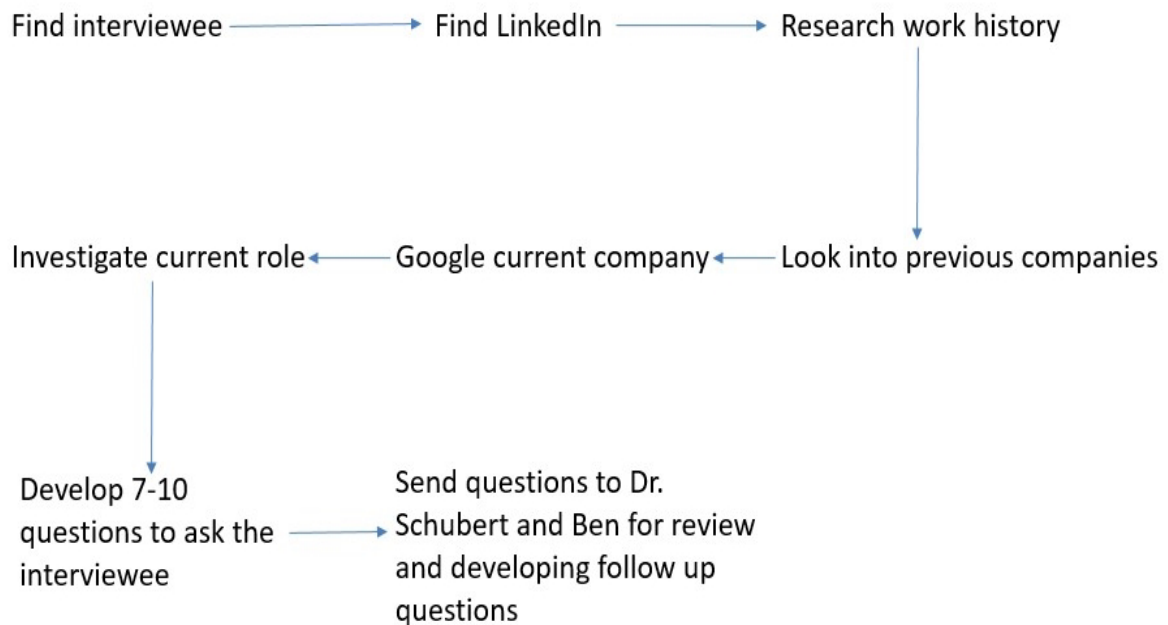 Find interviewee
Find LinkedIn
Research work history
Look into previous companies
Google current company
Investigate current role
Develop 7-10
questions to ask the
interviewee
Send questions to Dr.
Schubert and Ben for review
and developing follow up
questions